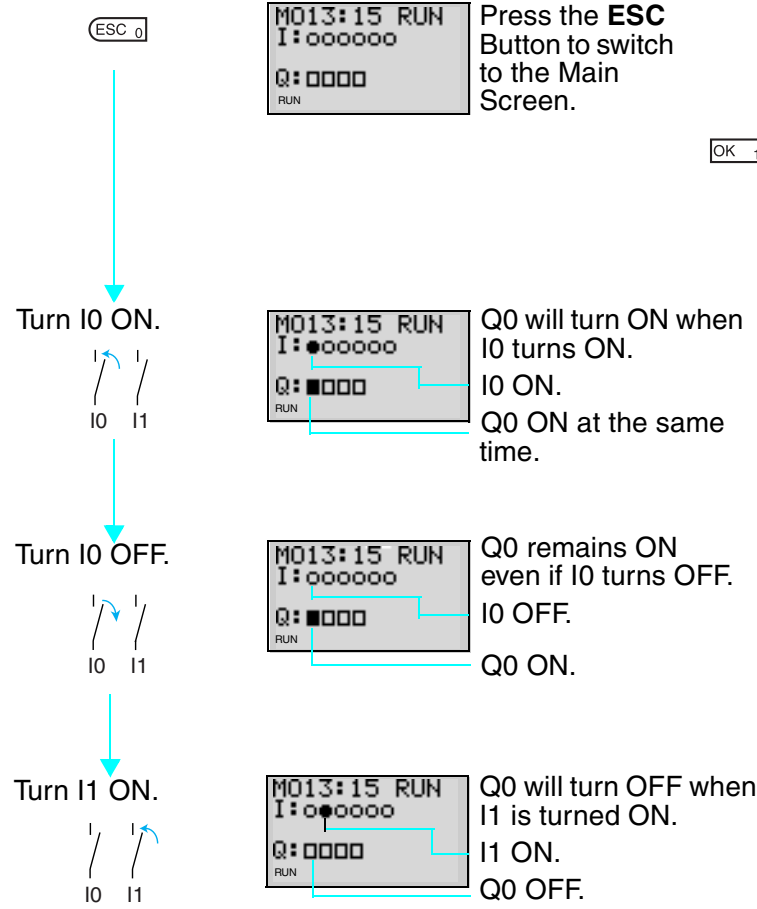 ESC 0
MO13:15 RUN
I:oooooo
Q:□□□□
RUN
Press the ESC
Button to switch
to the Main
Screen.
OK
Turn I0 ON.
I0 I1
MO13:15 RUN
I:●ooooo
Q:■□□□
RUN
Q0 will turn ON when
I0 turns ON.
I0 ON.
Q0 ON at the same
time.
Turn I0 OFF.
I0 I1
MO13:15 RUN
I:oooooo
Q:■□□□
RUN
Q0 remains ON
even if I0 turns OFF.
I0 OFF.
Q0 ON.
Turn I1 ON.
I0 I1
MO13:15 RUN
I:o●oooo
Q:□□□□
RUN
Q0 will turn OFF when
I1 is turned ON.
I1 ON.
Q0 OFF.